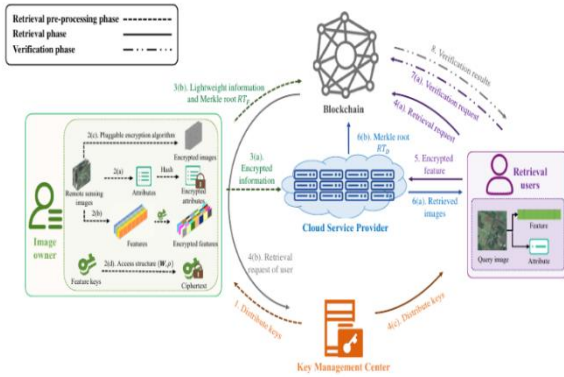 Retrieval pre-processing phase
Retrieval phase
Verification phase
3(b). Lightweight information
and Merkle root RT
Blockchain
8. Verification results
7(a). Verification
request
4(a). Retrieval request
2(c). Pluggable encryption algorithm
Encrypted images
Remote sensing
images
2(a)
Attributes
Hash
Encrypted
attributes
2(b)
Features
Encrypted features
2(d). Access structure (W,ρ)
Feature keys
Ciphertext
Image
owner
3(a).
Encrypted
information
6(b). Merkle root
RT
Cloud Service Provider
5. Encrypted
feature
6(a). Retrieved
images
Retrieval
users
Query image
Feature
Attribute
4(b). Retrieval
request of user
1. Distribute keys
4(c). Distribute keys
Key Management Center